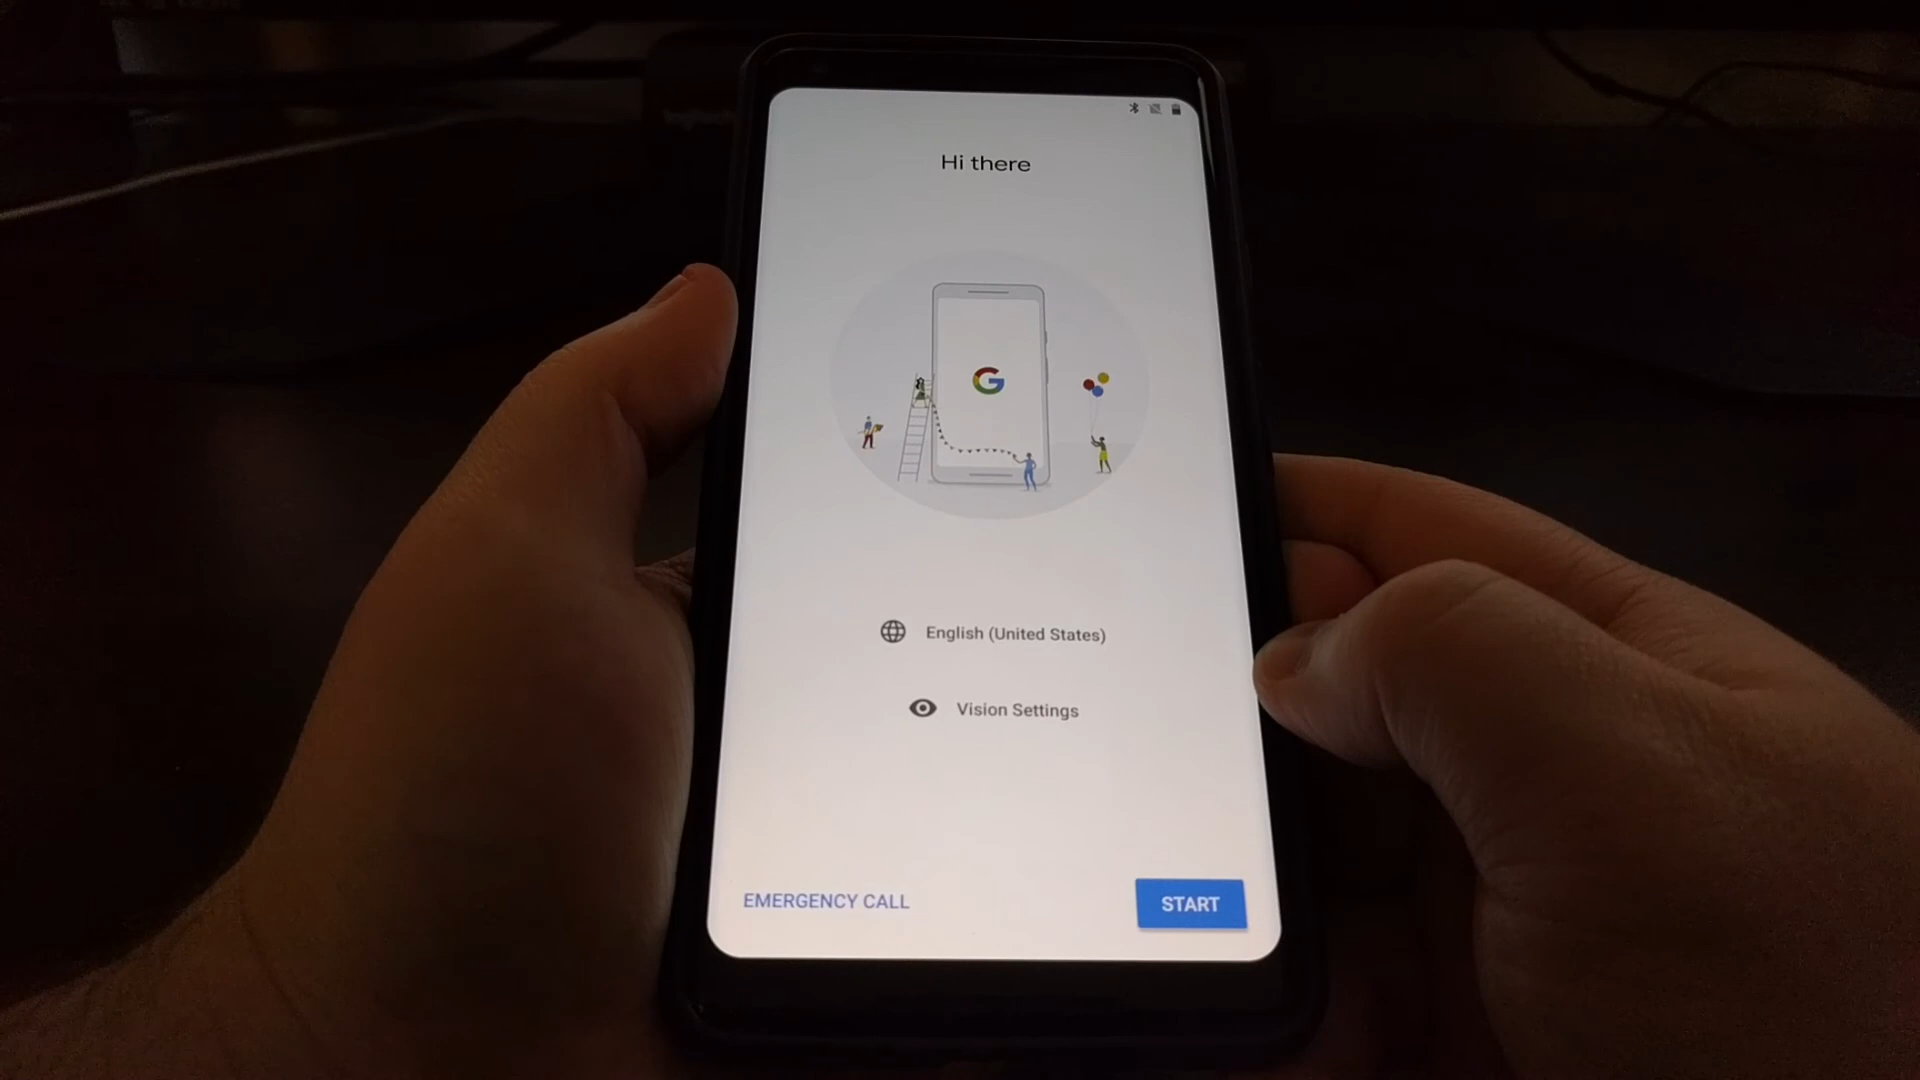 Hi there
G
English (United States)
Vision Settings
EMERGENCY CALL
START